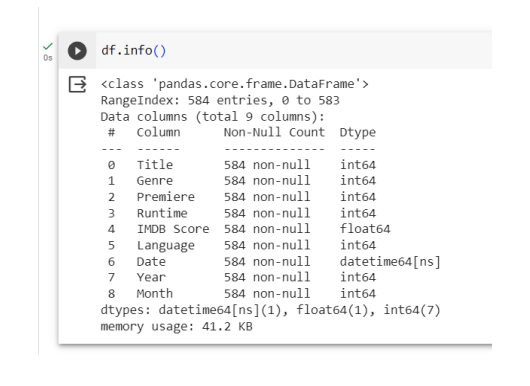 0s
df.info()
<class 'pandas.core.frame.DataFrame'>
RangeIndex: 584 entries, 0 to 583
Data columns (total 9 columns):
 #   Column      Non-Null Count  Dtype
---  ------      --------------  -----
 0   Title       584 non-null    int64
 1   Genre       584 non-null    int64
 2   Premiere    584 non-null    int64
 3   Runtime     584 non-null    int64
 4   IMDB Score  584 non-null    float64
 5   Language    584 non-null    int64
 6   Date        584 non-null    datetime64[ns]
 7   Year        584 non-null    int64
 8   Month       584 non-null    int64
dtypes: datetime64[ns](1), float64(1), int64(7)
memory usage: 41.2 KB